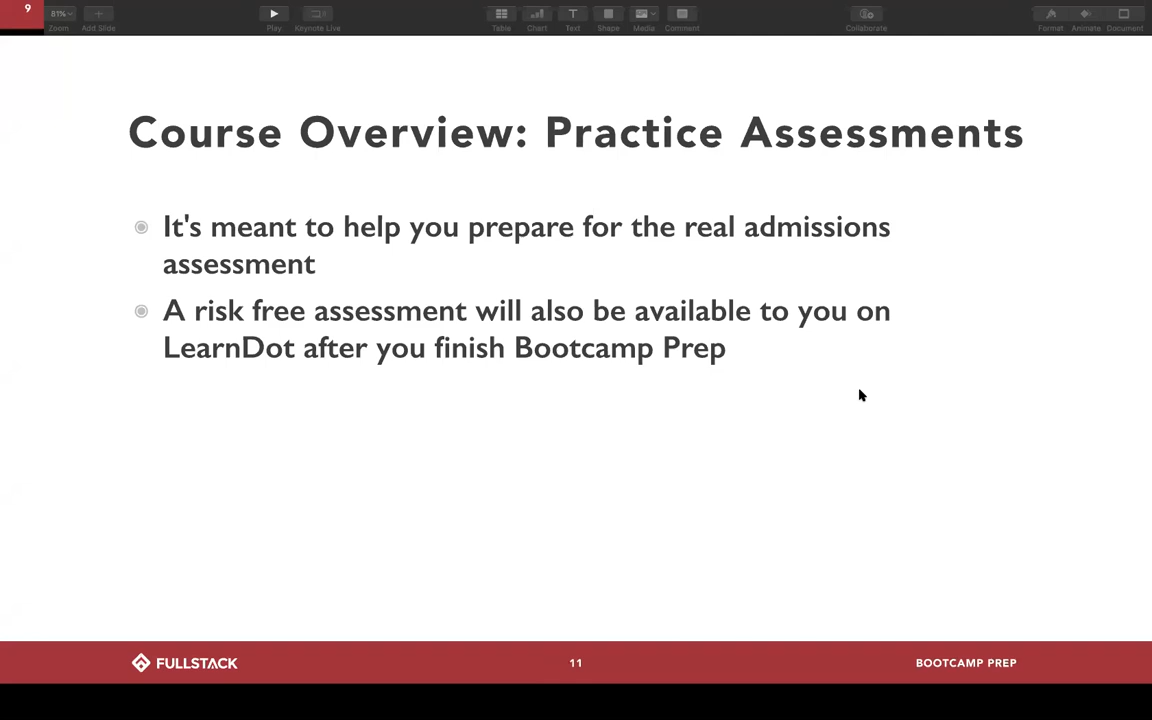 9
81%
Zoom
Add Slide
Play
Keynote Live
Table
Chart
Text
Shape
Media
Comment
Collaborate
Format
Animate
Document
Course Overview: Practice Assessments
It's meant to help you prepare for the real admissions
assessment
A risk free assessment will also be available to you on
LearnDot after you finish Bootcamp Prep
FULLSTACK
11
BOOTCAMP PREP